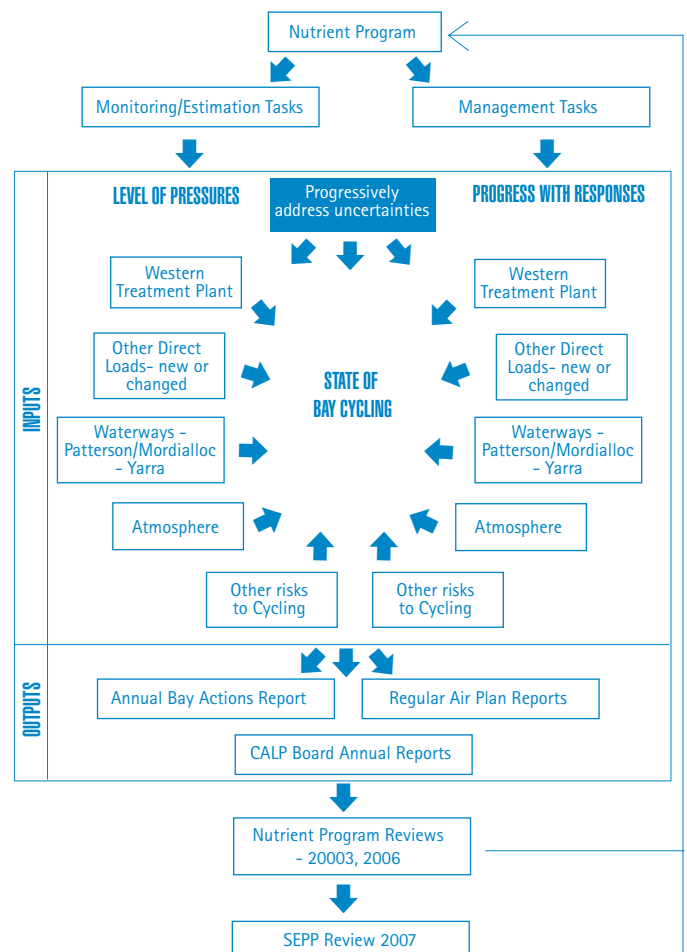 Nutrient Program
Monitoring/Estimation Tasks
Management Tasks
LEVEL OF PRESSURES
Progressively
address uncertainties
PROGRESS WITH RESPONSES
INPUTS
Western
Treatment Plant
Western
Treatment Plant
Other Direct
Loads- new or
changed
Other Direct
Loads- new or
changed
STATE OF
BAY CYCLING
Waterways -
Patterson/Mordialloc
- Yarra
Waterways -
Patterson/Mordialloc
- Yarra
Atmosphere
Atmosphere
Other risks
to Cycling
Other risks
to Cycling
OUTPUTS
Annual Bay Actions Report
Regular Air Plan Reports
CALP Board Annual Reports
Nutrient Program Reviews
- 20003, 2006
SEPP Review 2007